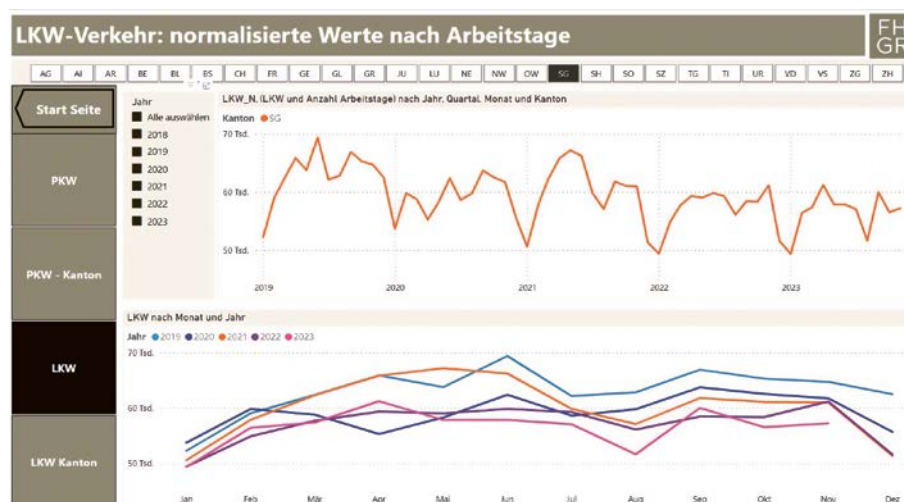 LKW-Verkehr: normalisierte Werte nach Arbeitstage
FH
GR
AG AI AR BE BL BS CH FR GE GL GR JU LU NE NW OW SG SH SO SZ TG TI UR VD VS ZG ZH
Start Seite
PKW
PKW - Kanton
LKW
LKW Kanton
Jahr
Alle auswählen
2018
2019
2020
2021
2022
2023
LKW_N. (LKW und Anzahl Arbeitstage) nach Jahr, Quartal, Monat und Kanton
Kanton SG
70 Tsd.
60 Tsd.
50 Tsd.
2019 2020 2021 2022 2023
LKW nach Monat und Jahr
Jahr 2019 2020 2021 2022 2023
70 Tsd.
60 Tsd.
50 Tsd.
Jan Feb Mär Apr Mai Jun Jul Aug Sep Okt Nov Dez